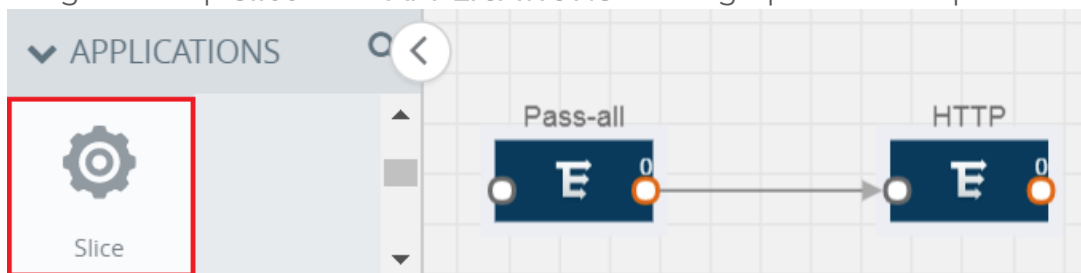 APPLICATIONS
Pass-all
HTTP
0
0
Slice